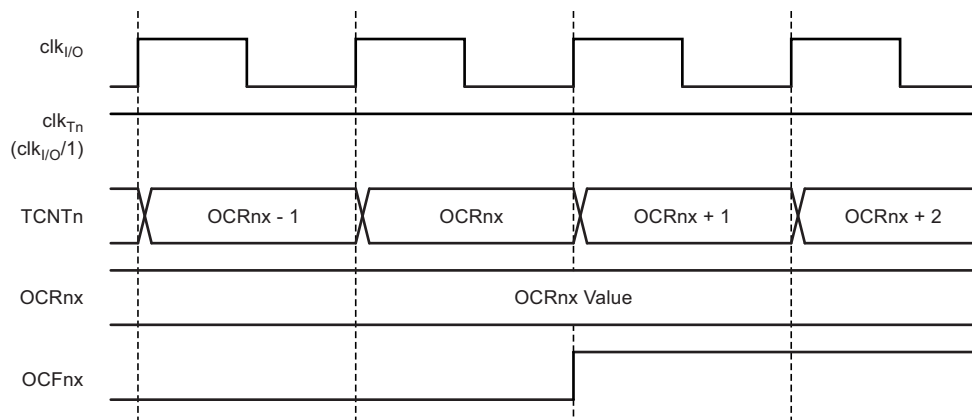 clkI/O
clkTn
(clkI/O/1)
TCNTn OCRnx - 1 OCRnx OCRnx + 1 OCRnx + 2
OCRnx OCRnx Value
OCFnx